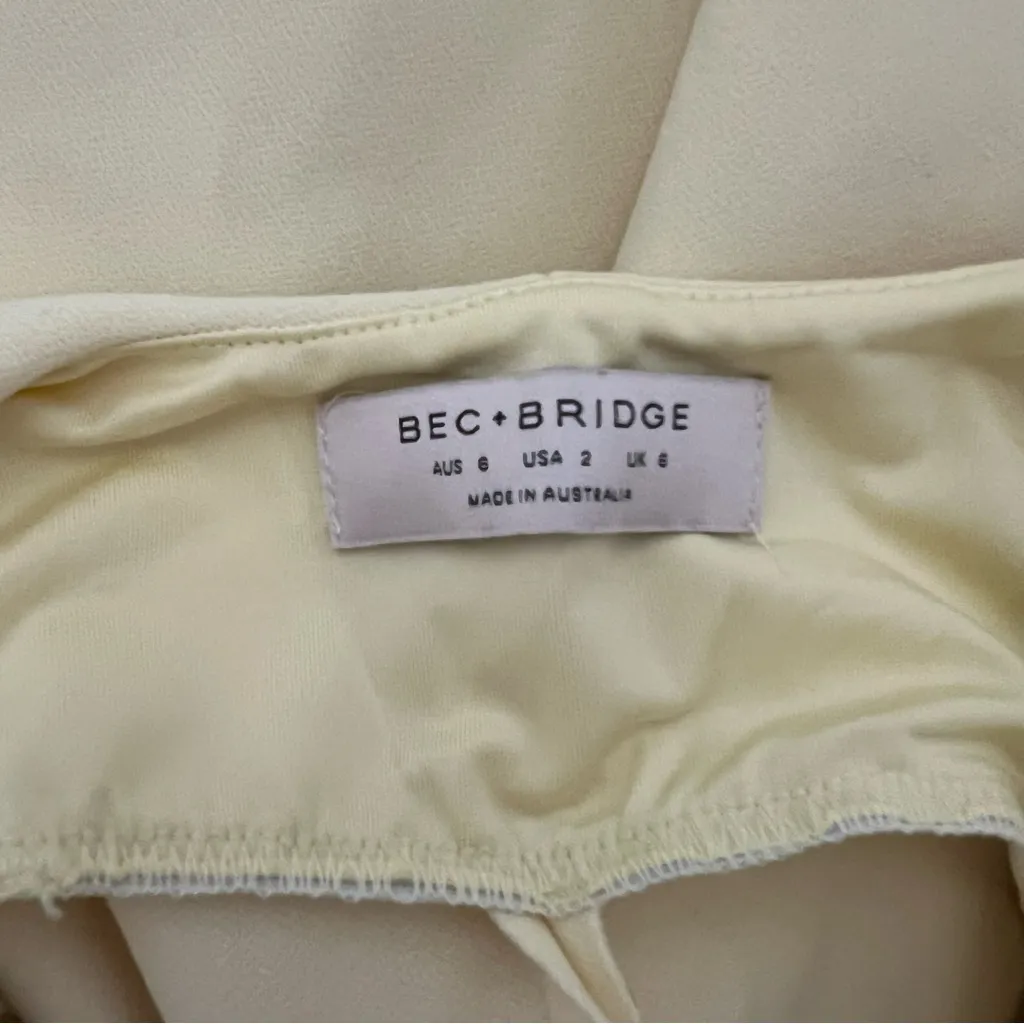 BEC + BRIDGE
AUS 6 USA 2 UK 6
MADE IN AUSTRALIA